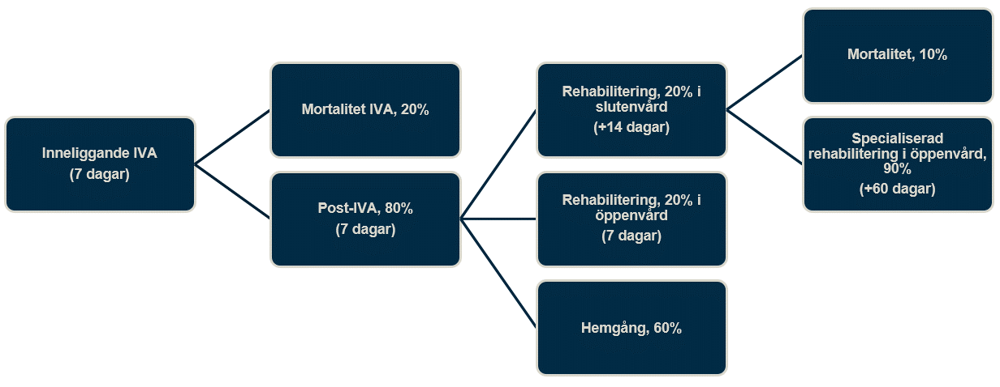 Inneliggande IVA
(7 dagar)
Mortalitet IVA, 20%
Post-IVA, 80%
(7 dagar)
Rehabilitering, 20% i
slutenvård
(+14 dagar)
Rehabilitering, 20% i
öppenvård
(7 dagar)
Hemgång, 60%
Mortalitet, 10%
Specialiserad
rehabilitering i öppenvård,
90%
(+60 dagar)